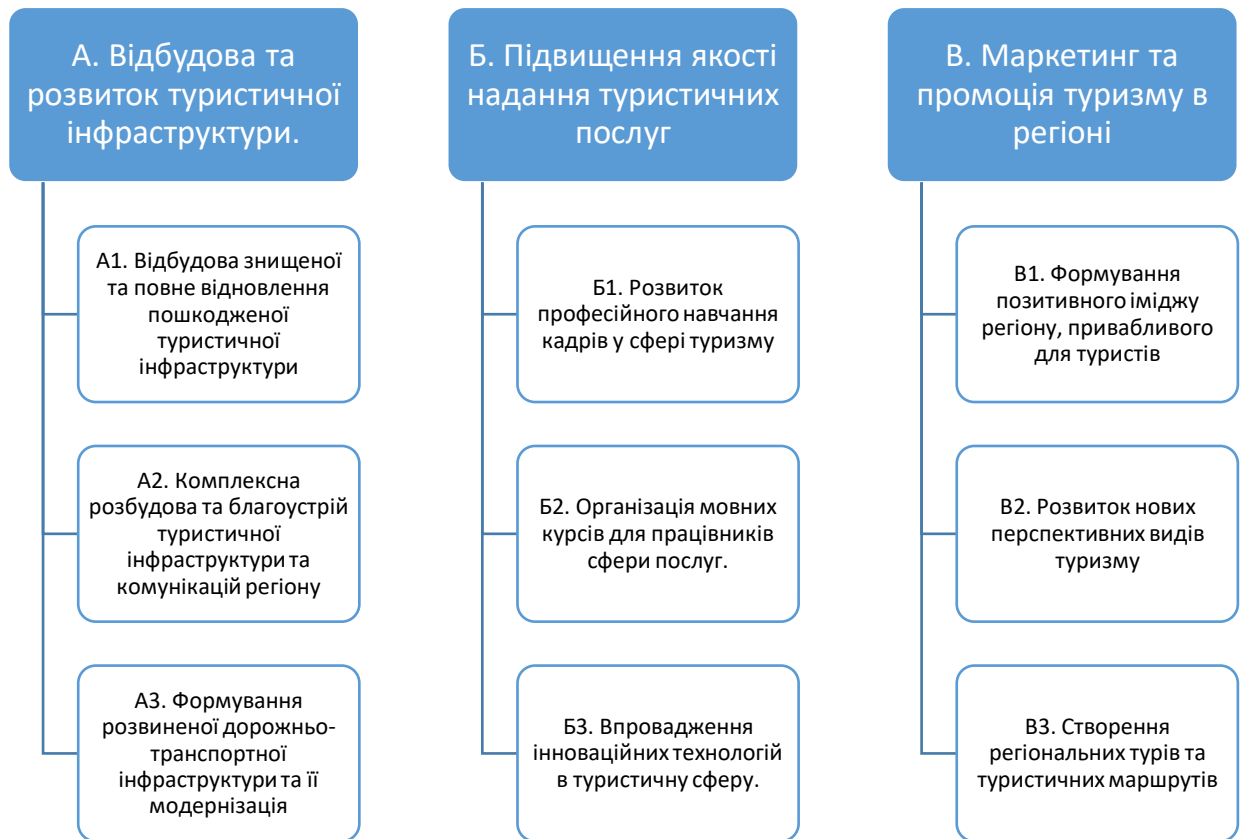 А. Відбудова та
розвиток туристичної
інфраструктури.
А1. Відбудова знищеної
та повне відновлення
пошкодженої
туристичної
інфраструктури
А2. Комплексна
розбудова та благоустрій
туристичної
інфраструктури та
комунікацій регіону
А3. Формування
розвиненої дорожньо-
транспортної
інфраструктури та її
модернізація
Б. Підвищення якості
надання туристичних
послуг
Б1. Розвиток
професійного навчання
кадрів у сфері туризму
Б2. Організація мовних
курсів для працівників
сфери послуг.
Б3. Впровадження
інноваційних технологій
в туристичну сферу.
В. Маркетинг та
промоція туризму в
регіоні
В1. Формування
позитивного іміджу
регіону, привабливого
для туристів
В2. Розвиток нових
перспективних видів
туризму
В3. Створення
регіональних турів та
туристичних маршрутів